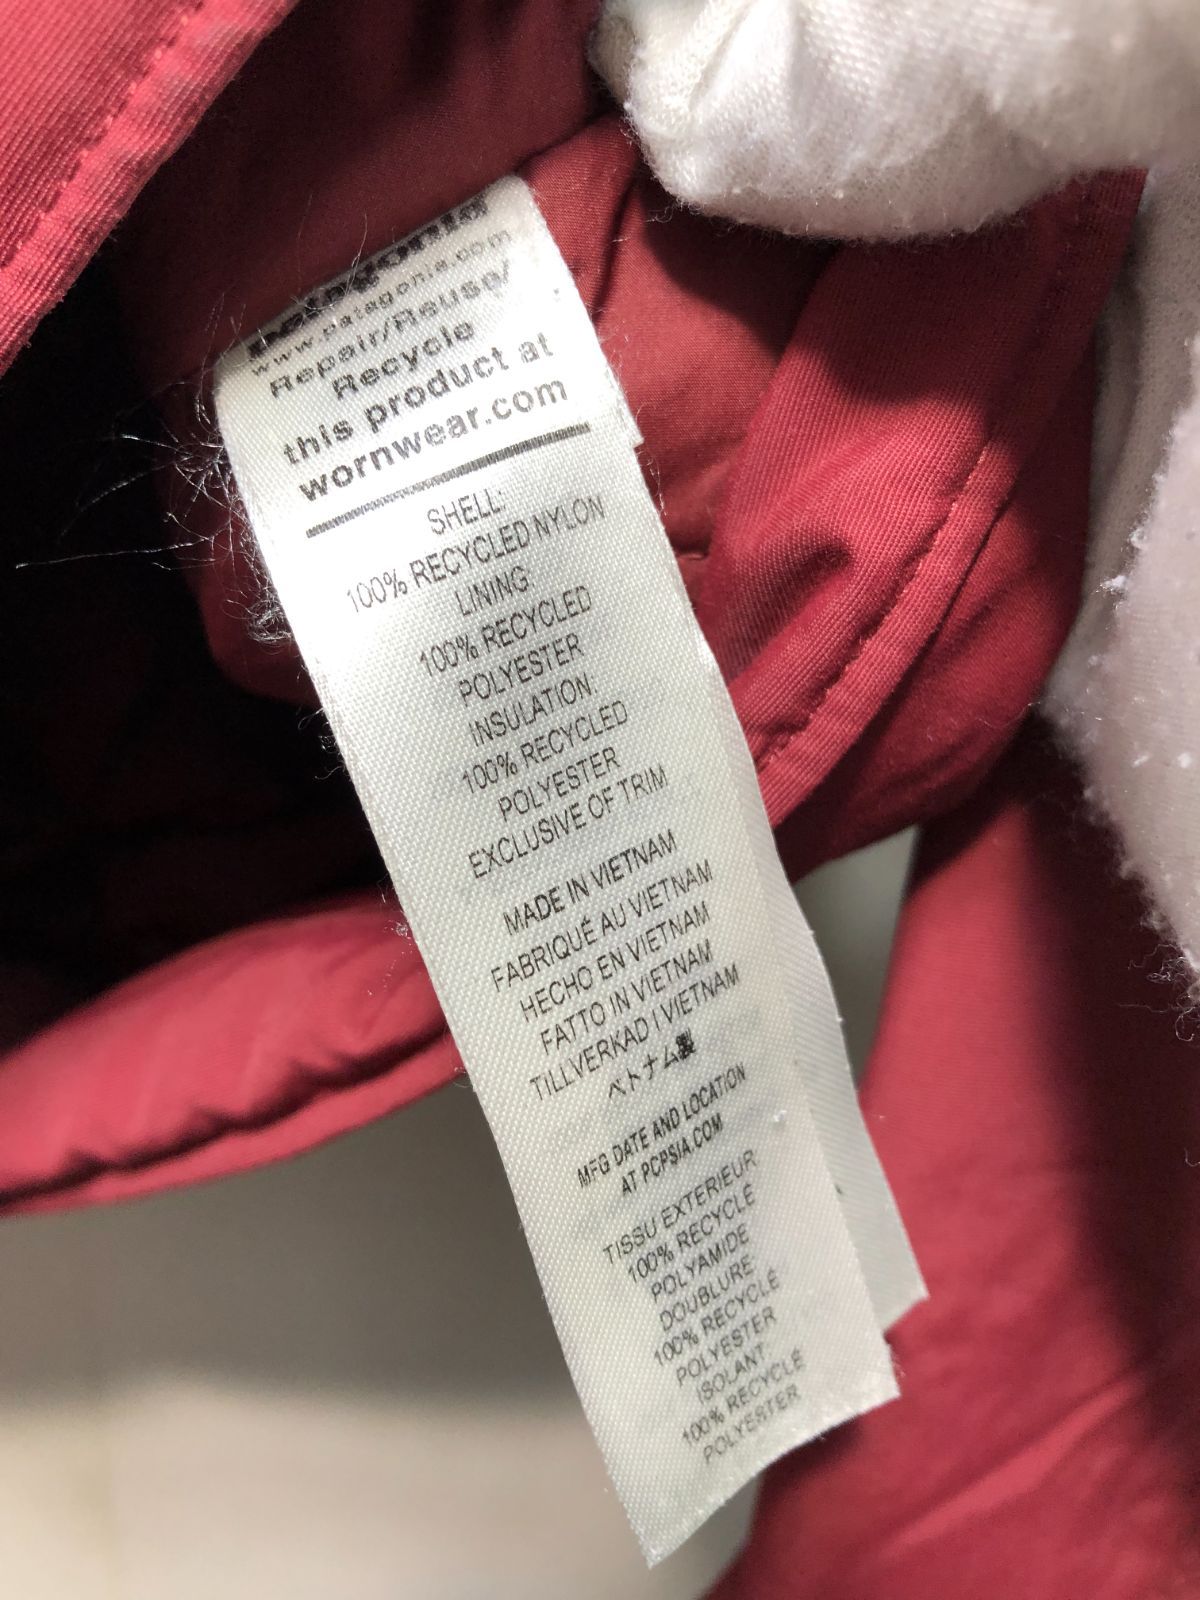 patagonia
www.patagonia.com
Repair/Reuse/
Recycle
this product at
wornwear.com
SHELL:
100% RECYCLED NYLON
LINING:
100% RECYCLED
POLYESTER
INSULATION:
100% RECYCLED
POLYESTER
EXCLUSIVE OF TRIM
MADE IN VIETNAM
FABRIQUÉ AU VIETNAM
HECHO EN VIETNAM
FATTO IN VIETNAM
TILLVERKAD I VIETNAM
ベトナム製
MFG DATE AND LOCATION
AT PCPSIA.COM
TISSU EXTERIEUR
100% RECYCLÉ
POLYAMIDE
DOUBLURE
100% RECYCLÉ
POLYESTER
ISOLANT
100% RECYCLÉ
POLYESTER